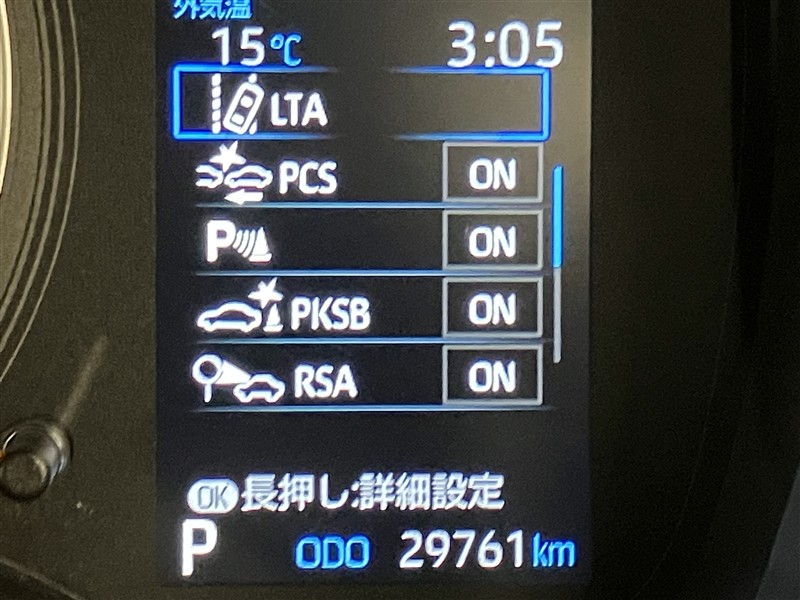 外気温
15℃ 3:05
LTA
PCS ON
P ON
PKSB ON
RSA ON
OK長押し:詳細設定
P ODO 29761km